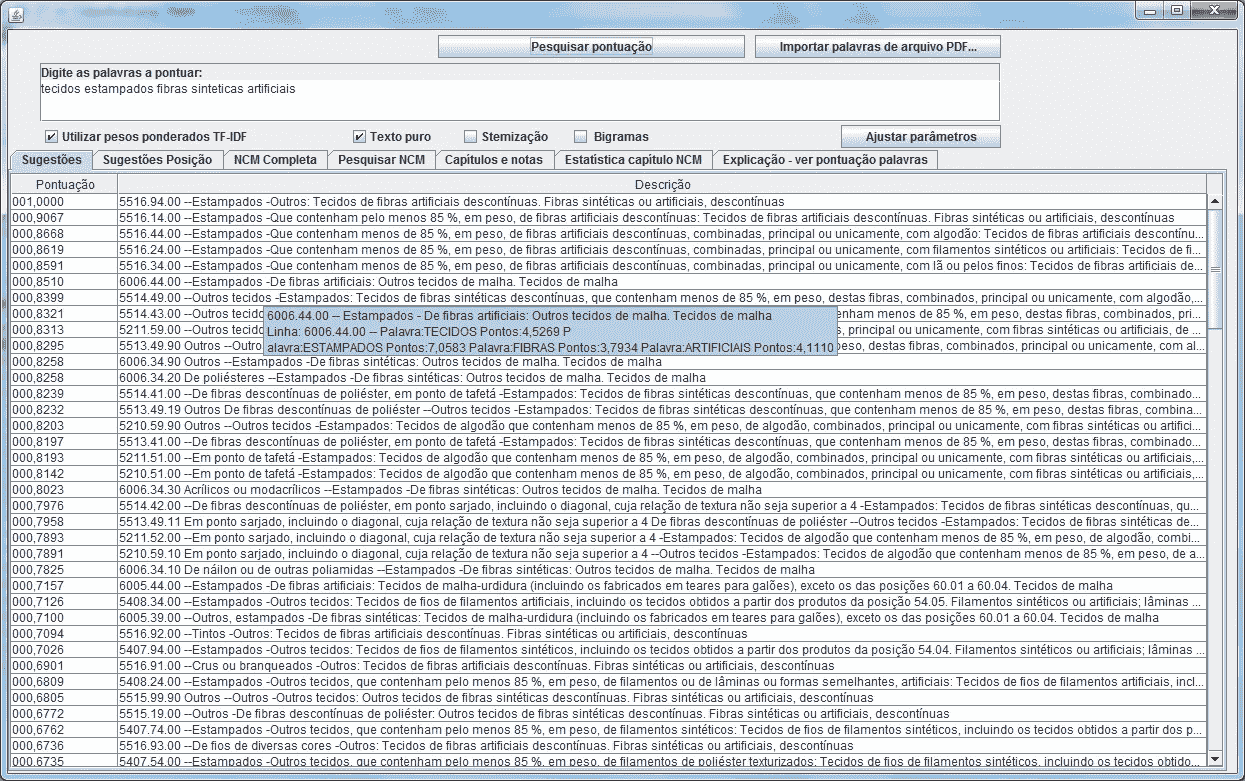 Pesquisar pontuação Importar palavras de arquivo PDF...
Digite as palavras a pontuar:
tecidos estampados fibras sinteticas artificiais
Utilizar pesos ponderados TF-IDF Texto puro Stemização Bigramas Ajustar parâmetros
Sugestões Sugestões Posição NCM Completa Pesquisar NCM Capítulos e notas Estatística capítulo NCM Explicação - ver pontuação palavras
Pontuação Descrição
001,0000 5516.94.00 --Estampados -Outros: Tecidos de fibras artificiais descontínuas. Fibras sintéticas ou artificiais, descontínuas
000,9067 5516.14.00 --Estampados -Que contenham pelo menos 85 %, em peso, de fibras artificiais descontínuas: Tecidos de fibras artificiais descontínuas. Fibras sintéticas ou artificiais, descontínuas
000,8668 5516.44.00 --Estampados -Que contenham menos de 85 %, em peso, de fibras artificiais descontínuas, combinadas, principal ou unicamente, com algodão: Tecidos de fibras artificiais descontínu...
000,8619 5516.24.00 --Estampados -Que contenham menos de 85 %, em peso, de fibras artificiais descontínuas, combinadas, principal ou unicamente, com filamentos sintéticos ou artificiais: Tecidos de fi...
000,8591 5516.34.00 --Estampados -Que contenham menos de 85 %, em peso, de fibras artificiais descontínuas, combinadas, principal ou unicamente, com lã ou pelos finos: Tecidos de fibras artificiais de...
000,8510 6006.44.00 --Estampados -De fibras artificiais: Outros tecidos de malha. Tecidos de malha
000,8399 5514.49.00 --Outros tecidos -Estampados: Tecidos de fibras sintéticas descontínuas, que contenham menos de 85 %, em peso, destas fibras, combinados, principal ou unicamente, com algodão,...
000,8321 5514.43.00 --Outros tecid 6006.44.00 -- Estampados - De fibras artificiais: Outros tecidos de malha. Tecidos de malha nham menos de 85 %, em peso, destas fibras, combinados, pri...
000,8313 5211.59.00 --Outros tecid Linha: 6006.44.00 -- Palavra:TECIDOS Pontos:4,5269 P , principal ou unicamente, com fibras sintéticas ou artificiais, d...
000,8295 5513.49.90 Outros --Out alavra:ESTAMPADOS Pontos:7,0583 Palavra:FIBRAS Pontos:3,7934 Palavra:ARTIFICIAIS Pontos:4,1110 peso, destas fibras, combinados, principal ou unicamente, com al...
000,8258 6006.34.90 Outros --Estampados -De fibras sintéticas: Outros tecidos de malha. Tecidos de malha
000,8258 6006.34.20 De poliésteres --Estampados -De fibras sintéticas: Outros tecidos de malha. Tecidos de malha
000,8239 5514.41.00 --De fibras descontínuas de poliéster, em ponto de tafetá -Estampados: Tecidos de fibras sintéticas descontínuas, que contenham menos de 85 %, em peso, destas fibras, combinado...
000,8232 5513.49.19 Outros De fibras descontínuas de poliéster --Outros tecidos -Estampados: Tecidos de fibras sintéticas descontínuas, que contenham menos de 85 %, em peso, destas fibras, combina...
000,8203 5210.59.90 Outros --Outros tecidos -Estampados: Tecidos de algodão que contenham menos de 85 %, em peso, de algodão, combinados, principal ou unicamente, com fibras sintéticas ou artifici...
000,8197 5513.41.00 --De fibras descontínuas de poliéster, em ponto de tafetá -Estampados: Tecidos de fibras sintéticas descontínuas, que contenham menos de 85 %, em peso, destas fibras, combinado...
000,8193 5211.51.00 --Em ponto de tafetá -Estampados: Tecidos de algodão que contenham menos de 85 %, em peso, de algodão, combinados, principal ou unicamente, com fibras sintéticas ou artificiais,...
000,8142 5210.51.00 --Em ponto de tafetá -Estampados: Tecidos de algodão que contenham menos de 85 %, em peso, de algodão, combinados, principal ou unicamente, com fibras sintéticas ou artificiais,...
000,8023 6006.34.30 Acrílicos ou modacrílicos --Estampados -De fibras sintéticas: Outros tecidos de malha. Tecidos de malha
000,7976 5514.42.00 --De fibras descontínuas de poliéster, em ponto sarjado, incluindo o diagonal, cuja relação de textura não seja superior a 4 -Estampados: Tecidos de fibras sintéticas descontínuas, qu...
000,7958 5513.49.11 Em ponto sarjado, incluindo o diagonal, cuja relação de textura não seja superior a 4 De fibras descontínuas de poliéster --Outros tecidos -Estampados: Tecidos de fibras sintéticas de...
000,7893 5211.52.00 --Em ponto sarjado, incluindo o diagonal, cuja relação de textura não seja superior a 4 -Estampados: Tecidos de algodão que contenham menos de 85 %, em peso, de algodão, combi...
000,7891 5210.59.10 Em ponto sarjado, incluindo o diagonal, cuja relação de textura não seja superior a 4 --Outros tecidos -Estampados: Tecidos de algodão que contenham menos de 85 %, em peso, de a...
000,7825 6006.34.10 De náilon ou de outras poliamidas --Estampados -De fibras sintéticas: Outros tecidos de malha. Tecidos de malha
000,7157 6005.44.00 --Estampados -De fibras artificiais: Tecidos de malha-urdidura (incluindo os fabricados em teares para galões), exceto os das posições 60.01 a 60.04. Tecidos de malha
000,7126 5408.34.00 --Estampados -Outros tecidos: Tecidos de fios de filamentos artificiais, incluindo os tecidos obtidos a partir dos produtos da posição 54.05. Filamentos sintéticos ou artificiais; lâminas ...
000,7100 6005.39.00 --Outros, estampados -De fibras sintéticas: Tecidos de malha-urdidura (incluindo os fabricados em teares para galões), exceto os das posições 60.01 a 60.04. Tecidos de malha
000,7094 5516.92.00 --Tintos -Outros: Tecidos de fibras artificiais descontínuas. Fibras sintéticas ou artificiais, descontínuas
000,7026 5407.94.00 --Estampados -Outros tecidos: Tecidos de fios de filamentos sintéticos, incluindo os tecidos obtidos a partir dos produtos da posição 54.04. Filamentos sintéticos ou artificiais; lâminas ...
000,6901 5516.91.00 --Crus ou branqueados -Outros: Tecidos de fibras artificiais descontínuas. Fibras sintéticas ou artificiais, descontínuas
000,6809 5408.24.00 --Estampados -Outros tecidos, que contenham pelo menos 85 %, em peso, de filamentos ou de lâminas ou formas semelhantes, artificiais: Tecidos de fios de filamentos artificiais, incl...
000,6805 5515.99.90 Outros --Outros -Outros tecidos: Outros tecidos de fibras sintéticas descontínuas. Fibras sintéticas ou artificiais, descontínuas
000,6772 5515.19.00 --Outros -De fibras descontínuas de poliéster: Outros tecidos de fibras sintéticas descontínuas. Fibras sintéticas ou artificiais, descontínuas
000,6762 5407.74.00 --Estampados -Outros tecidos, que contenham pelo menos 85 %, em peso, de filamentos sintéticos: Tecidos de fios de filamentos sintéticos, incluindo os tecidos obtidos a partir dos p...
000,6736 5516.93.00 --De fios de diversas cores -Outros: Tecidos de fibras artificiais descontínuas. Fibras sintéticas ou artificiais, descontínuas
000,6735 5407.54.00 --Estampados -Outros tecidos, que contenham pelo menos 85 %, em peso, de filamentos de poliéster texturizados: Tecidos de fios de filamentos sintéticos, incluindo os tecidos obtido...